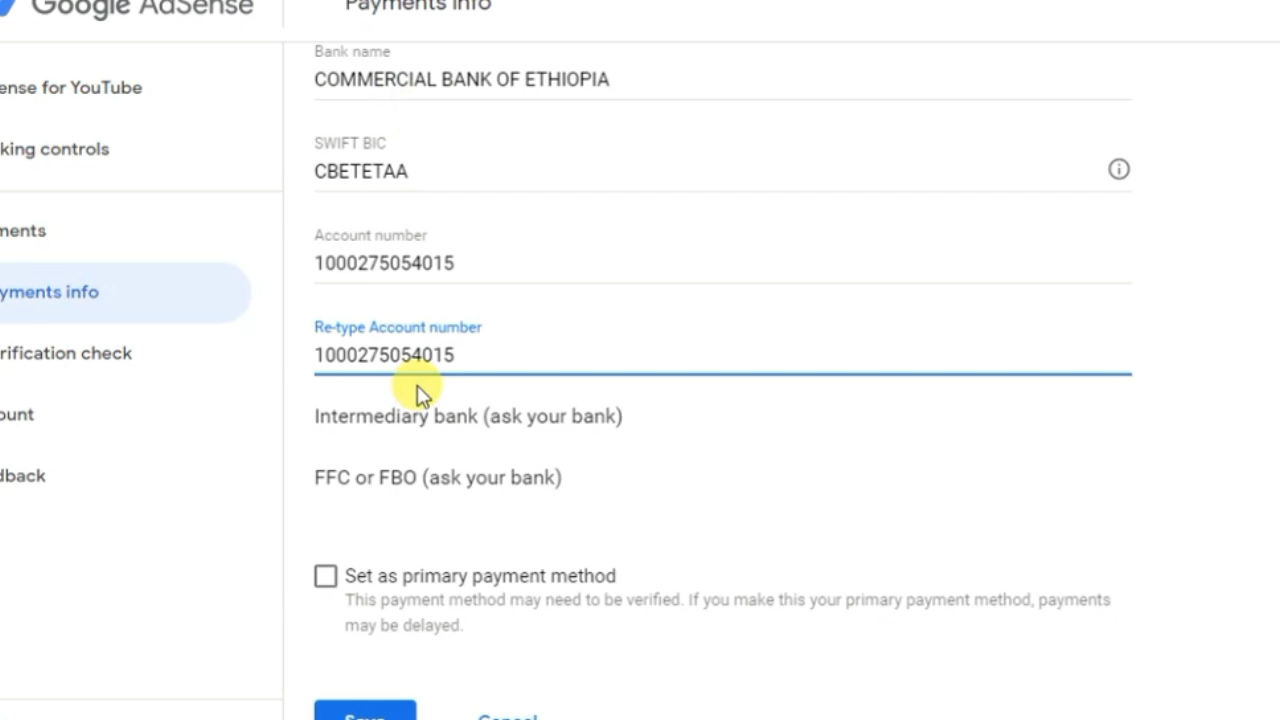 Google AdSense
Payments info
Bank name
COMMERCIAL BANK OF ETHIOPIA
ense for YouTube
SWIFT BIC
king controls
CBETETAA
ments
Account number
1000275054015
yments info
Re-type Account number
rification check
1000275054015
ount
Intermediary bank (ask your bank)
dback
FFC or FBO (ask your bank)
Set as primary payment method
This payment method may need to be verified. If you make this your primary payment method, payments
may be delayed.
Save
Cancel